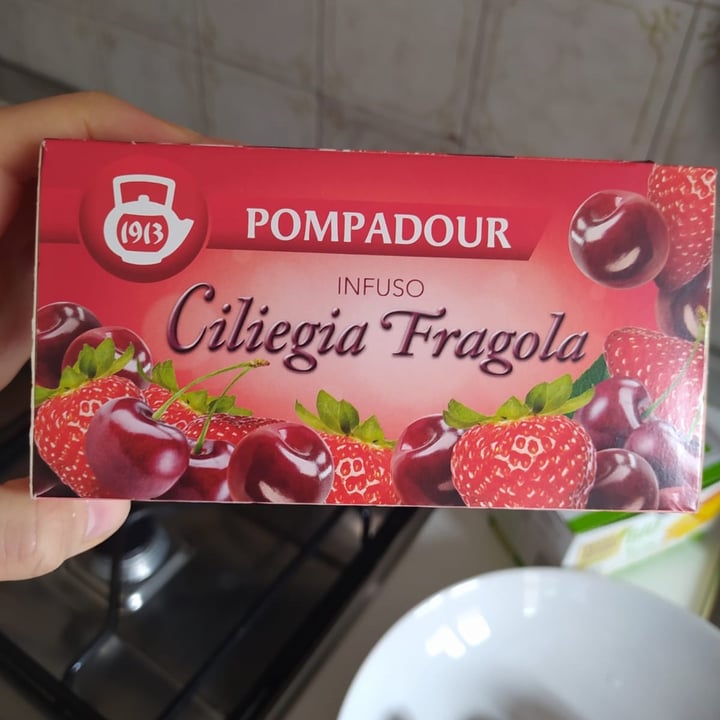 1913
POMPADOUR
INFUSO
Ciliegia Fragola